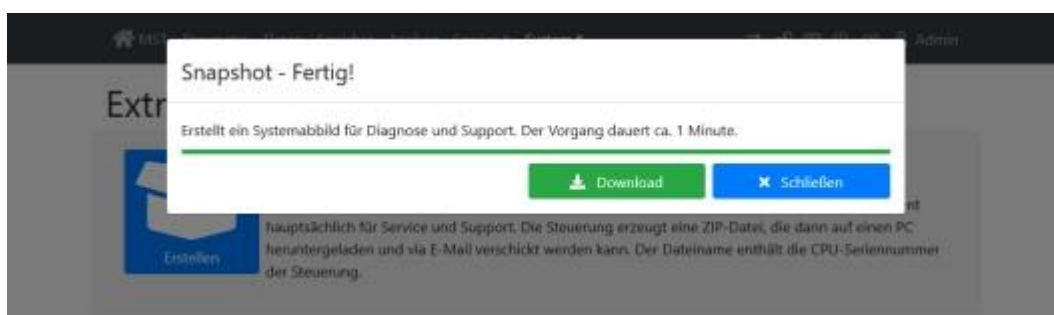 Admin
Snapshot - Fertig!
Extr
Erstellt ein Systemabbild für Diagnose und Support. Der Vorgang dauert ca. 1 Minute.
Download
Schließen
hauptsächlich für Service und Support. Die Steuerung erzeugt eine ZIP-Datei, die dann auf einen PC
heruntergeladen und via E-Mail verschickt werden kann. Der Dateiname enthält die CPU-Seriennummer
der Steuerung.
Erstellen